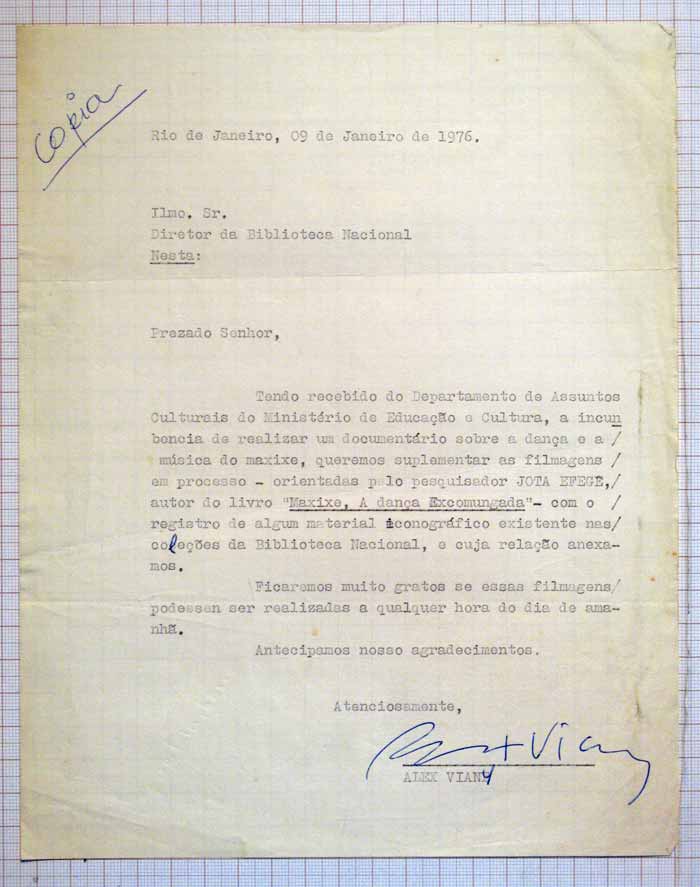 copia
Rio de Janeiro, 09 de Janeiro de 1976.
Ilmo. Sr.
Diretor da Biblioteca Nacional
Nesta:
Prezado Senhor,
Tendo recebido do Departamento de Assuntos
Culturais do Ministério de Educação e Cultura, a incun
bencia de realizar um documentário sobre a dança e a /
música do maxixe, queremos suplementar as filmagens /
em processo - orientadas pelo pesquisador JOTA EFEGÊ,/
autor do livro "Maxixe, A dança Excomungada"- com o /
registro de algum material iconográfico existente nas/
coleções da Biblioteca Nacional, e cuja relação anexa-
mos.
Ficaremos muito gratos se essas filmagens/
podessen ser realizadas a qualquer hora do dia de ama-
nhã.
Antecipamos nosso agradecimentos.
Atenciosamente,
Alex Viany
ALEX VIANY